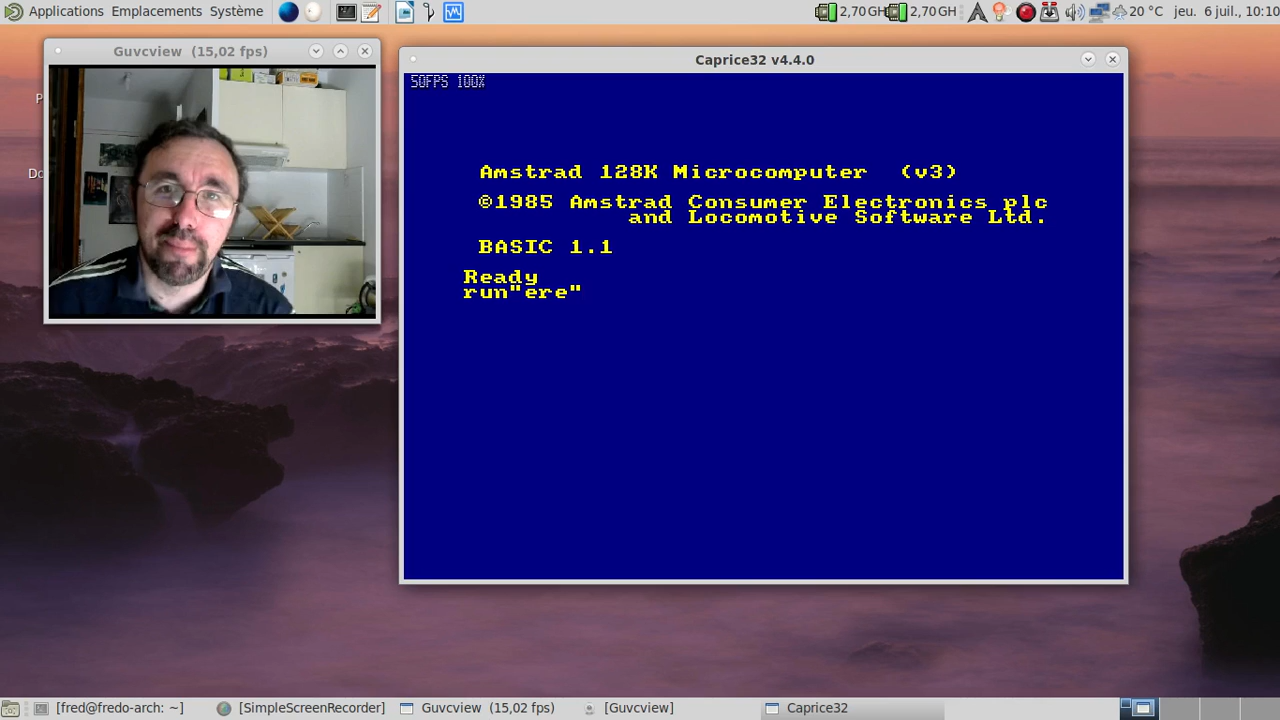 Applications Emplacements Système
2,70 GH 2,70 GH 20 °C jeu. 6 juil., 10:10
Guvcview (15,02 fps)
Caprice32 v4.4.0
50FPS 100%
Amstrad 128K Microcomputer (v3)
©1985 Amstrad Consumer Electronics plc
and Locomotive Software Ltd.
BASIC 1.1
Ready
run"ere"
[fred@fredo-arch: ~] [SimpleScreenRecorder] Guvcview (15,02 fps) [Guvcview] Caprice32